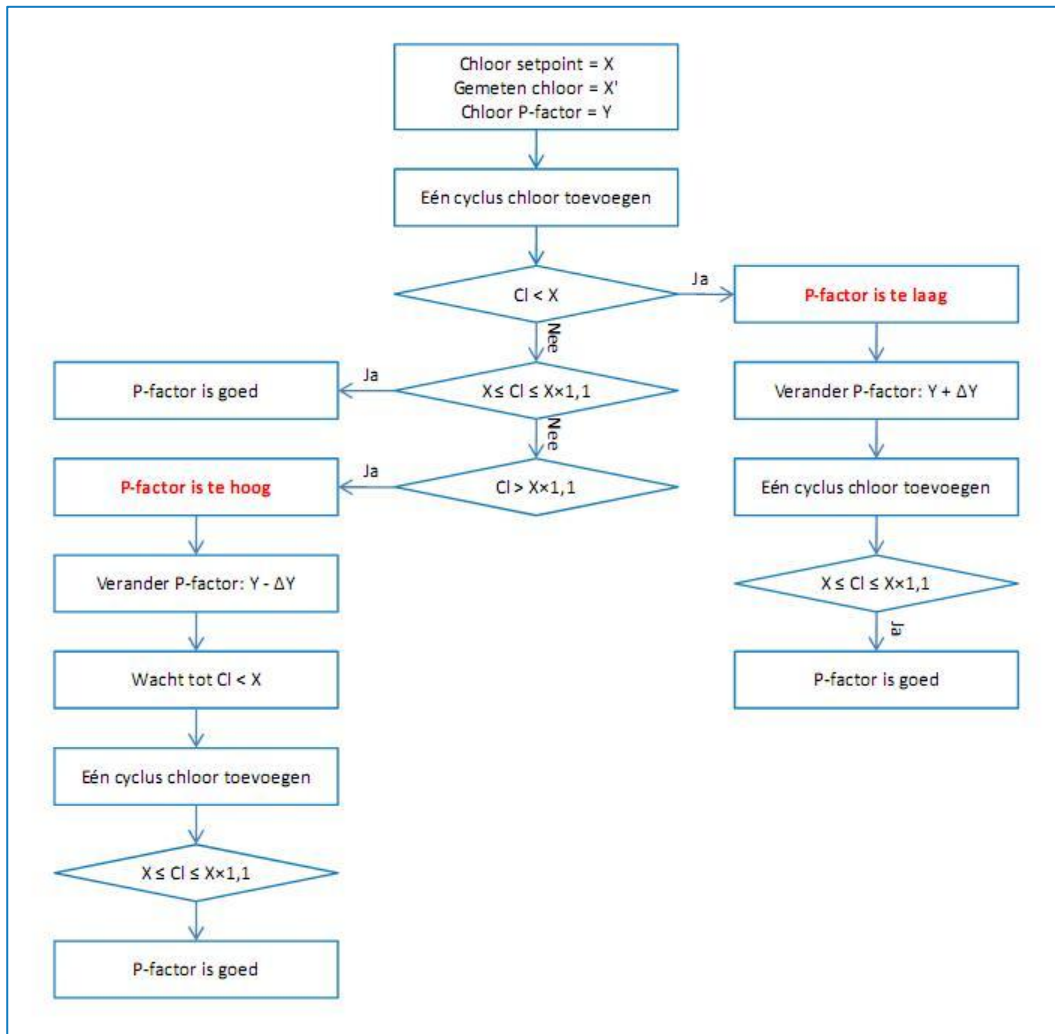 Chloor setpoint = X
Gemeten chloor = X'
Chloor P-factor = Y
Eén cyclus chloor toevoegen
Cl < X
Ja
P-factor is te laag
Nee
P-factor is goed
Ja
X ≤ Cl ≤ X×1,1
Verander P-factor: Y + ΔY
Nee
P-factor is te hoog
Ja
Cl > X×1,1
Eén cyclus chloor toevoegen
Verander P-factor: Y - ΔY
X ≤ Cl ≤ X×1,1
Ja
Wacht tot Cl < X
P-factor is goed
Eén cyclus chloor toevoegen
X ≤ Cl ≤ X×1,1
P-factor is goed